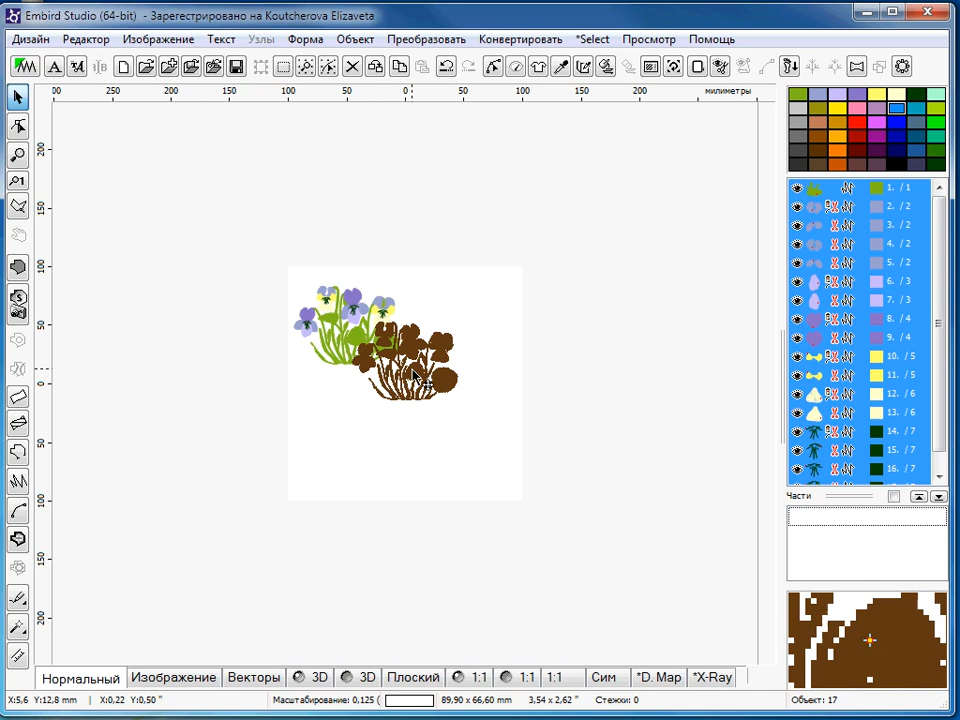 Embird Studio (64-bit) - Зарегестрировано на Koutcherova Elizaveta
Дизайн Редактор Изображение Текст Узлы Форма Объект Преобразовать Конвертировать *Select Просмотр Помощь
00 250 200 150 100 50 0 50 100 150 200 милиметры
200
150
100
50
0
50
100
150
200
1. / 1
2. / 2
3. / 2
4. / 2
5. / 2
6. / 3
7. / 3
8. / 4
9. / 4
10. / 5
11. / 5
12. / 6
13. / 6
14. / 7
15. / 7
16. / 7
Части
Нормальный Изображение Векторы 3D 3D Плоский 1:1 1:1 1:1 Сим *D. Map *X-Ray
X:5,6 Y:12,8 mm X:0,22 Y:0,50 " Масштабирование: 0,125 ( 89,90 x 66,60 mm 3,54 x 2,62 " Стежки: 0 Объект: 17